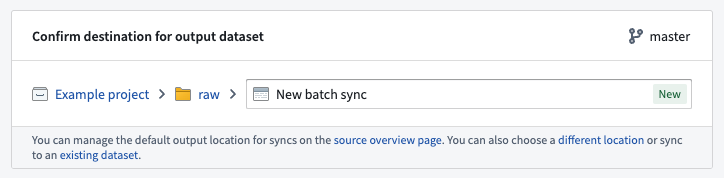 Confirm destination for output dataset
master
Example project
raw
New batch sync
New
You can manage the default output location for syncs on the source overview page. You can also choose a different location or sync
to an existing dataset.